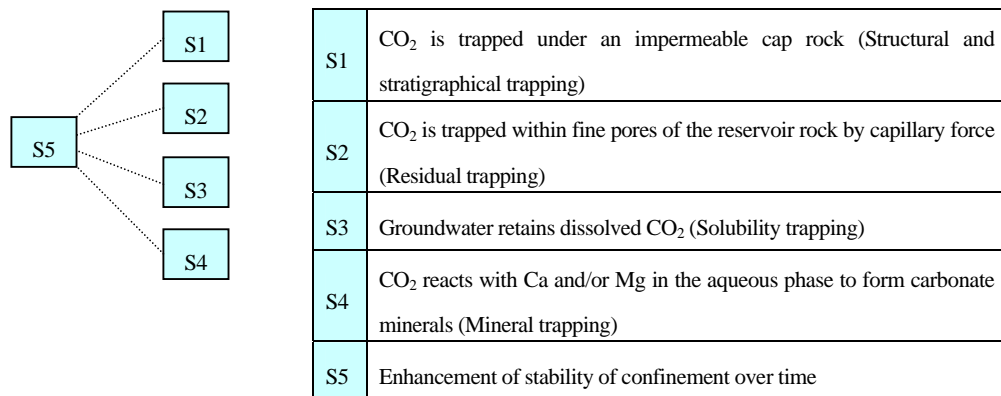 S1
S2
S5
S3
S4
S1
CO₂ is trapped under an impermeable cap rock (Structural and
stratigraphical trapping)
S2
CO₂ is trapped within fine pores of the reservoir rock by capillary force
(Residual trapping)
S3
Groundwater retains dissolved CO₂ (Solubility trapping)
S4
CO₂ reacts with Ca and/or Mg in the aqueous phase to form carbonate
minerals (Mineral trapping)
S5
Enhancement of stability of confinement over time